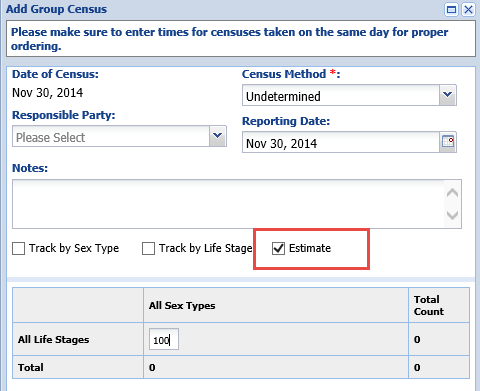 Add Group Census
Please make sure to enter times for censuses taken on the same day for proper
ordering.
Date of Census:
Nov 30, 2014
Census Method *:
Undetermined
Responsible Party:
Please Select
Reporting Date:
Nov 30, 2014
Notes:
Track by Sex Type
Track by Life Stage
Estimate
All Sex Types
Total
Count
All Life Stages
100
0
Total
0
0